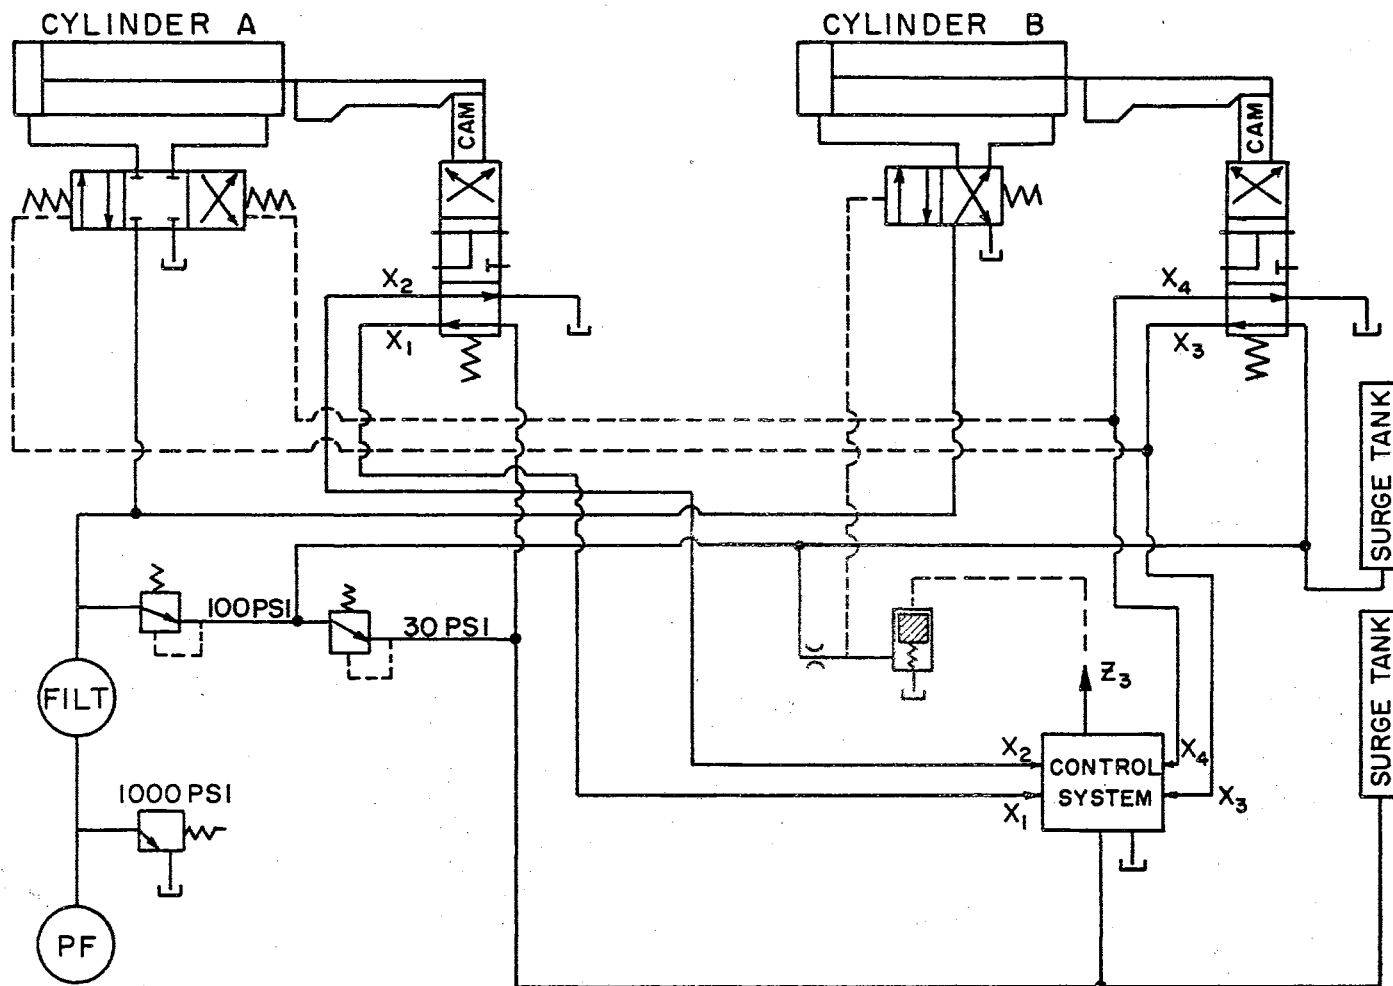 CYLINDER A
CYLINDER B
CAM
CAM
X2
X1
X4
X3
SURGE TANK
100 PSI
30 PSI
FILT
Z3
SURGE TANK
X2
CONTROL SYSTEM
X4
X1
X3
1000 PSI
PF